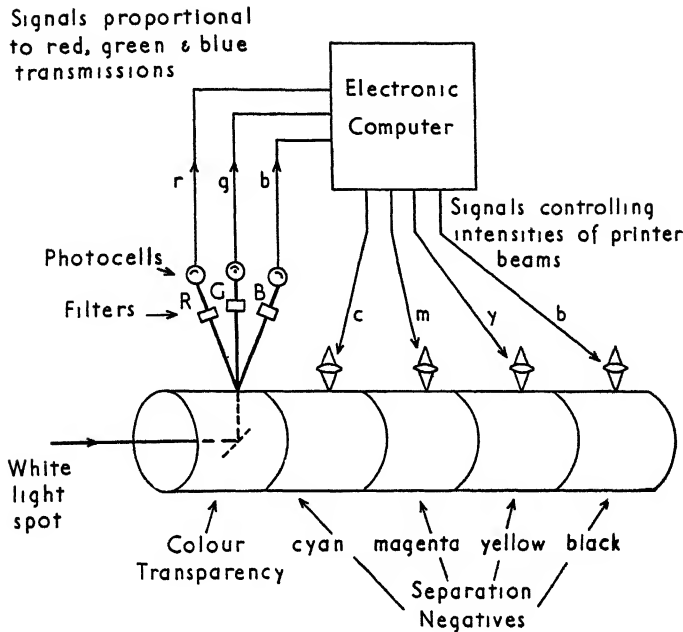 Signals proportional
to red, green & blue
transmissions
Electronic
Computer
r
g
b
Signals controlling
intensities of printer
beams
Photocells
Filters
R
G
B
c
m
y
b
White
light
spot
Colour
Transparency
cyan
magenta
yellow
black
Separation
Negatives